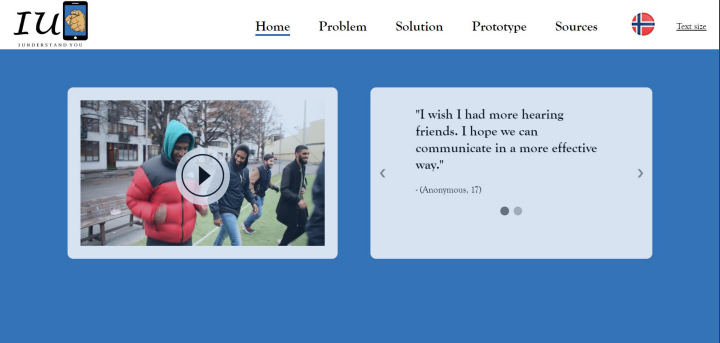 IU
IUNDERSTAND YOU
Home Problem Solution Prototype Sources Text size
"I wish I had more hearing
friends. I hope we can
communicate in a more effective
way."
- (Anonymous, 17)